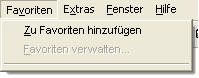 Favoriten Extras Fenster Hilfe
Zu Favoriten hinzufügen
Favoriten verwalten...